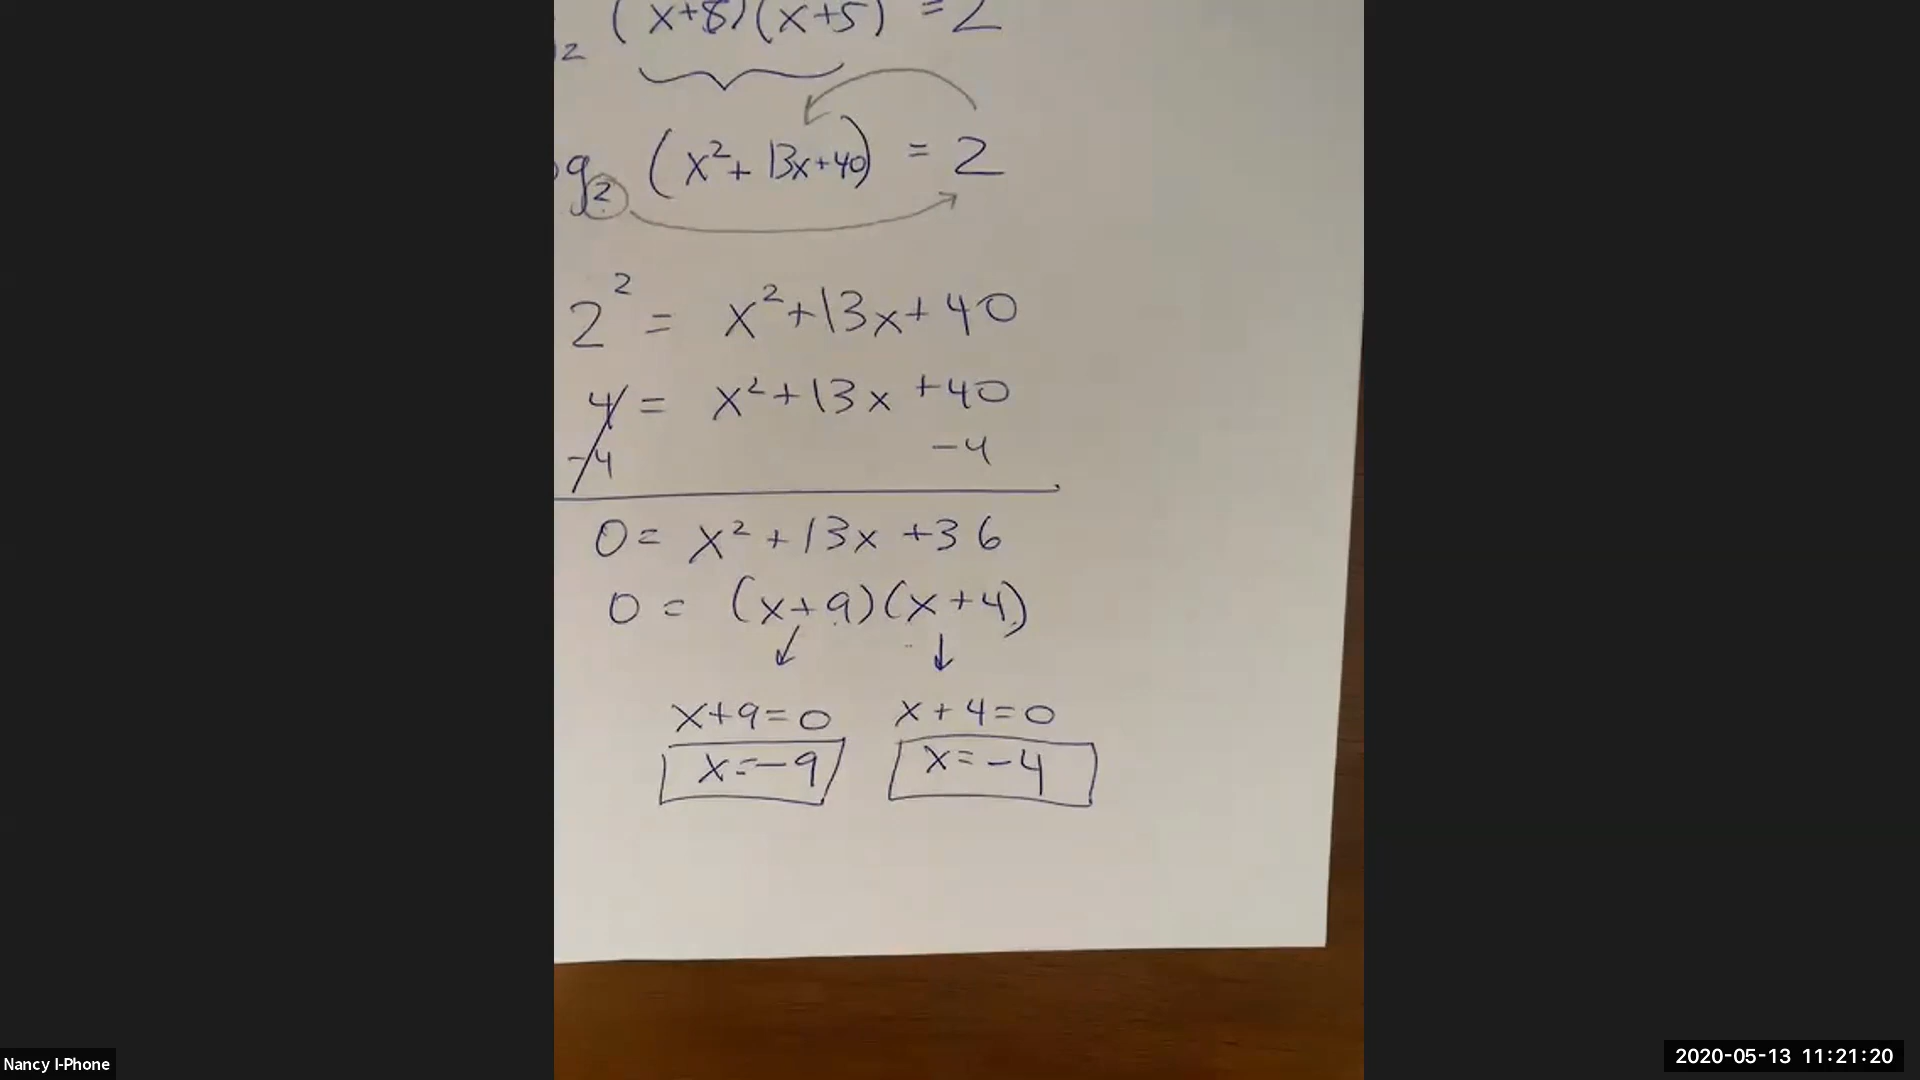 2 (x+8)(x+5) = 2
og2 (x² + 13x+40) = 2
2² = x²+13x+40
4 = x²+13x +40
-4 -4
0 = x² + 13x +36
0 = (x+9)(x+4)
x+9=0 x+4=0
x=-9 x=-4
Nancy I-Phone
2020-05-13 11:21:20